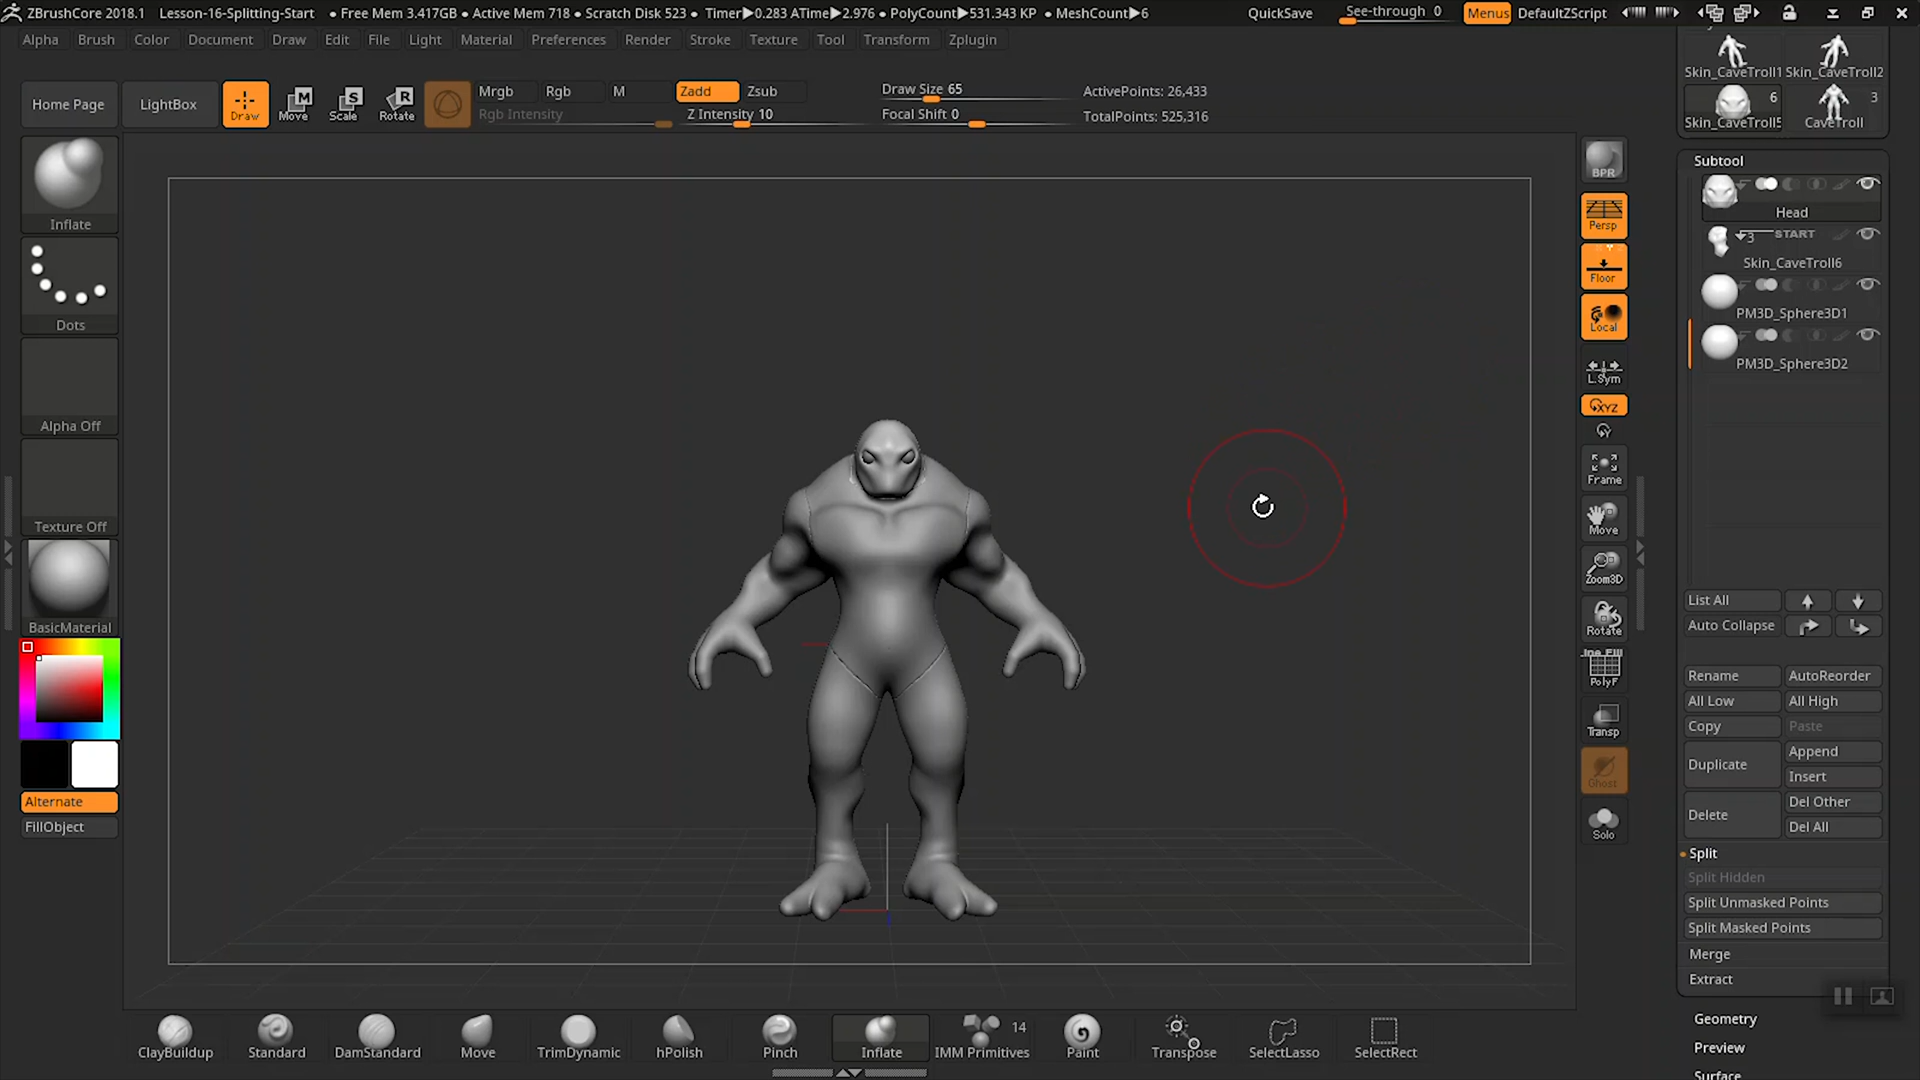 ZBrushCore 2018.1 Lesson-16-Splitting-Start • Free Mem 3.417GB • Active Mem 718 • Scratch Disk 523 • Timer▶0.283 ATime▶2.976 • PolyCount▶531.343 KP • MeshCount▶6 QuickSave See-through 0 Menus DefaultZScript
Alpha Brush Color Document Draw Edit File Light Material Preferences Render Stroke Texture Tool Transform Zplugin
Skin_CaveTroll1 Skin_CaveTroll2
Home Page LightBox Draw Move Scale Rotate
M S R
Mrgb Rgb M Zadd Zsub
Rgb Intensity Z Intensity 10
Draw Size 65
Focal Shift 0
ActivePoints: 26,433
TotalPoints: 525,316
6 3
Skin_CaveTroll5 CaveTroll
Inflate
Dots
Alpha Off
Texture Off
BasicMaterial
Alternate
FillObject
BPR
Persp
Floor
Local
L.Sym
XYZ
Frame
Move
Zoom3D
Rotate
Line Fill
PolyF
Transp
Ghost
Solo
Subtool
Head
3 START
Skin_CaveTroll6
PM3D_Sphere3D1
PM3D_Sphere3D2
List All
Auto Collapse
Rename AutoReorder
All Low All High
Copy Paste
Duplicate Append
Insert
Delete Del Other
Del All
Split
Split Hidden
Split Unmasked Points
Split Masked Points
Merge
Extract
Geometry
Preview
Surface
14
ClayBuildup Standard DamStandard Move TrimDynamic hPolish Pinch Inflate IMM Primitives Paint Transpose SelectLasso SelectRect